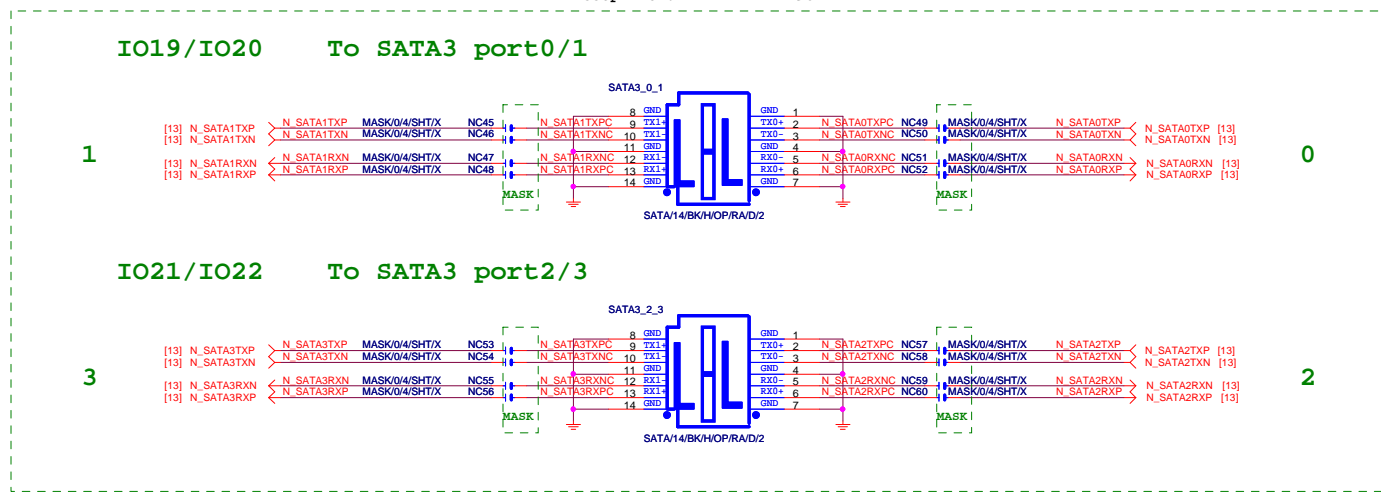 IO19/IO20 To SATA3 port0/1
SATA3_0_1
8 GND GND 1
[13] N_SATA1TXP N_SATA1TXP MASK/0/4/SHT/X NC45 N_SATA1TXPC 9 TX1+ TX0+ 2 N_SATA0TXPC NC49 MASK/0/4/SHT/X N_SATA0TXP N_SATA0TXP [13]
[13] N_SATA1TXN N_SATA1TXN MASK/0/4/SHT/X NC46 N_SATA1TXNC 10 TX1- TX0- 3 N_SATA0TXNC NC50 MASK/0/4/SHT/X N_SATA0TXN N_SATA0TXN [13]
11 GND GND 4
1 0
[13] N_SATA1RXN N_SATA1RXN MASK/0/4/SHT/X NC47 N_SATA1RXNC 12 RX1- RX0- 5 N_SATA0RXNC NC51 MASK/0/4/SHT/X N_SATA0RXN N_SATA0RXN [13]
[13] N_SATA1RXP N_SATA1RXP MASK/0/4/SHT/X NC48 N_SATA1RXPC 13 RX1+ RX0+ 6 N_SATA0RXPC NC52 MASK/0/4/SHT/X N_SATA0RXP N_SATA0RXP [13]
14 GND GND 7
MASK MASK
SATA/14/BK/H/OP/RA/D/2
IO21/IO22 To SATA3 port2/3
SATA3_2_3
8 GND GND 1
[13] N_SATA3TXP N_SATA3TXP MASK/0/4/SHT/X NC53 N_SATA3TXPC 9 TX1+ TX0+ 2 N_SATA2TXPC NC57 MASK/0/4/SHT/X N_SATA2TXP N_SATA2TXP [13]
[13] N_SATA3TXN N_SATA3TXN MASK/0/4/SHT/X NC54 N_SATA3TXNC 10 TX1- TX0- 3 N_SATA2TXNC NC58 MASK/0/4/SHT/X N_SATA2TXN N_SATA2TXN [13]
11 GND GND 4
3 2
[13] N_SATA3RXN N_SATA3RXN MASK/0/4/SHT/X NC55 N_SATA3RXNC 12 RX1- RX0- 5 N_SATA2RXNC NC59 MASK/0/4/SHT/X N_SATA2RXN N_SATA2RXN [13]
[13] N_SATA3RXP N_SATA3RXP MASK/0/4/SHT/X NC56 N_SATA3RXPC 13 RX1+ RX0+ 6 N_SATA2RXPC NC60 MASK/0/4/SHT/X N_SATA2RXP N_SATA2RXP [13]
14 GND GND 7
MASK MASK
SATA/14/BK/H/OP/RA/D/2